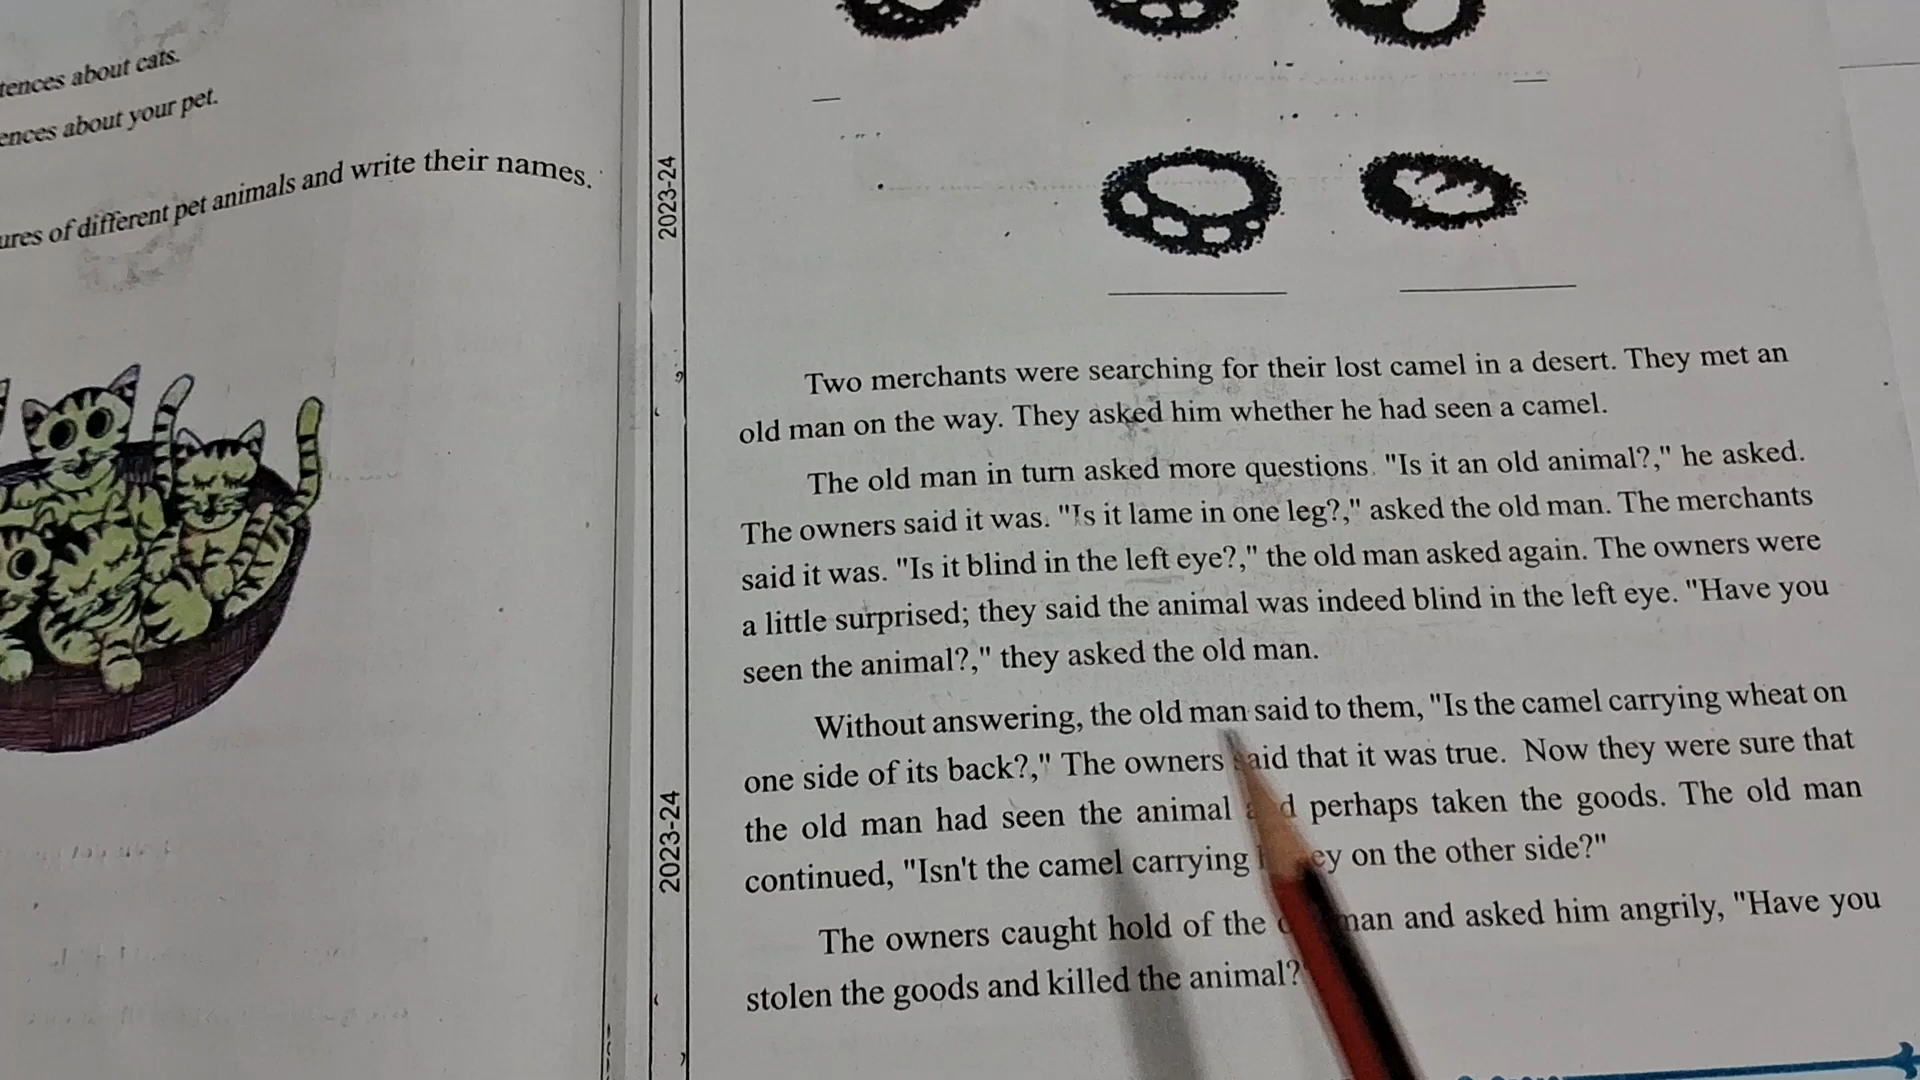 tences about cats.
ences about your pet.
ures of different pet animals and write their names.
2023-24
2023-24
Two merchants were searching for their lost camel in a desert. They met an
old man on the way. They asked him whether he had seen a camel.
The old man in turn asked more questions. "Is it an old animal?," he asked.
The owners said it was. "Is it lame in one leg?," asked the old man. The merchants
said it was. "Is it blind in the left eye?," the old man asked again. The owners were
a little surprised; they said the animal was indeed blind in the left eye. "Have you
seen the animal?," they asked the old man.
Without answering, the old man said to them, "Is the camel carrying wheat on
one side of its back?," The owners said that it was true. Now they were sure that
the old man had seen the animal perhaps taken the goods. The old man
continued, "Isn't the camel carrying on the other side?"
The owners caught hold of the man and asked him angrily, "Have you
stolen the goods and killed the animal?